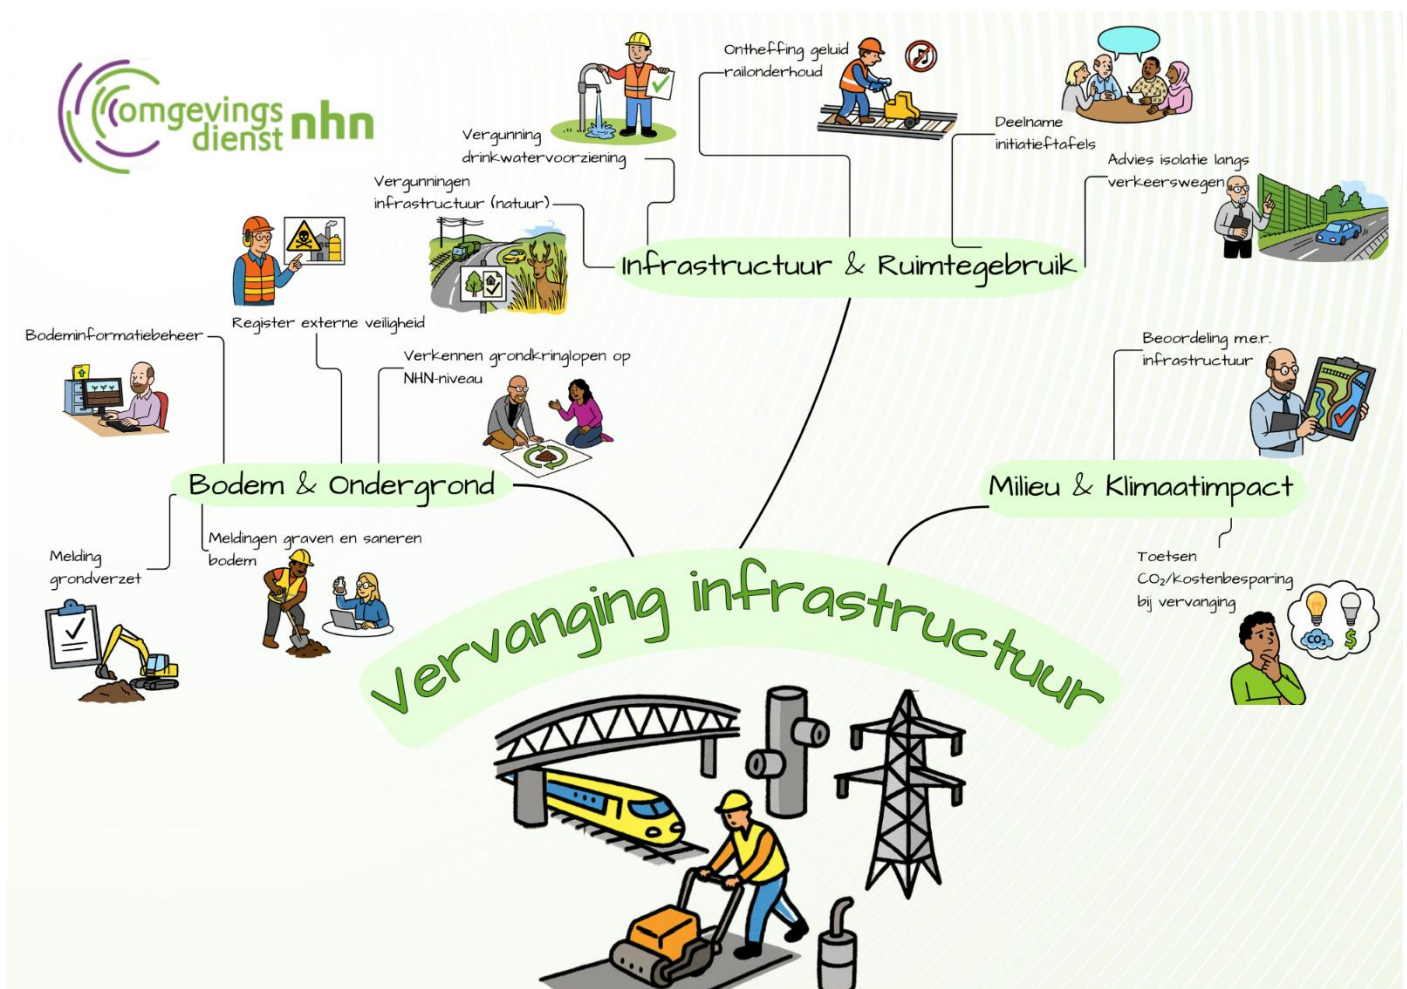 omgevings
dienst nhn
Vergunning
drinkwatervoorziening
Ontheffing geluid
railonderhoud
Deelname
initiatieftafels
Advies isolatie langs
verkeerswegen
Vergunningen
infrastructuur (natuur)
Infrastructuur & Ruimtegebruik
Register externe veiligheid
Bodeminformatiebeheer
Verkennen grondkringlopen op
NHN-niveau
Bodem & Ondergrond
Melding
grondverzet
Meldingen graven en saneren
bodem
Beoordeling m.e.r.
infrastructuur
Milieu & Klimaatimpact
Toetsen
CO₂/kostenbesparing
bij vervanging
CO₂
$
Vervanging infrastructuur